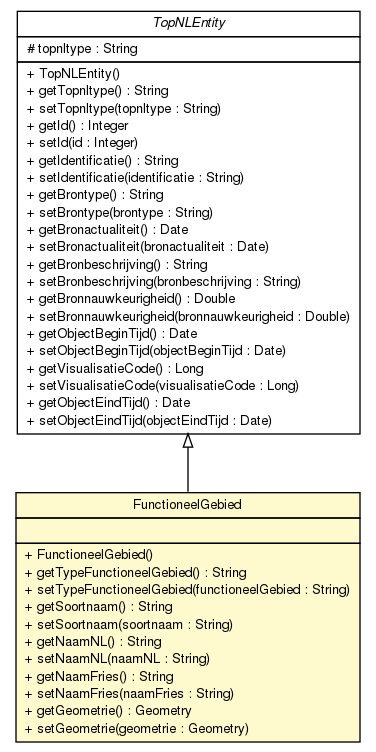 TopNLEntity
# topnltype : String
+ TopNLEntity()
+ getTopnltype() : String
+ setTopnltype(topnltype : String)
+ getId() : Integer
+ setId(id : Integer)
+ getIdentificatie() : String
+ setIdentificatie(identificatie : String)
+ getBrontype() : String
+ setBrontype(brontype : String)
+ getBronactualiteit() : Date
+ setBronactualiteit(bronactualiteit : Date)
+ getBronbeschrijving() : String
+ setBronbeschrijving(bronbeschrijving : String)
+ getBronnauwkeurigheid() : Double
+ setBronnauwkeurigheid(bronnauwkeurigheid : Double)
+ getObjectBeginTijd() : Date
+ setObjectBeginTijd(objectBeginTijd : Date)
+ getVisualisatieCode() : Long
+ setVisualisatieCode(visualisatieCode : Long)
+ getObjectEindTijd() : Date
+ setObjectEindTijd(objectEindTijd : Date)
FunctioneelGebied
+ FunctioneelGebied()
+ getTypeFunctioneelGebied() : String
+ setTypeFunctioneelGebied(functioneelGebied : String)
+ getSoortnaam() : String
+ setSoortnaam(soortnaam : String)
+ getNaamNL() : String
+ setNaamNL(naamNL : String)
+ getNaamFries() : String
+ setNaamFries(naamFries : String)
+ getGeometrie() : Geometry
+ setGeometrie(geometrie : Geometry)